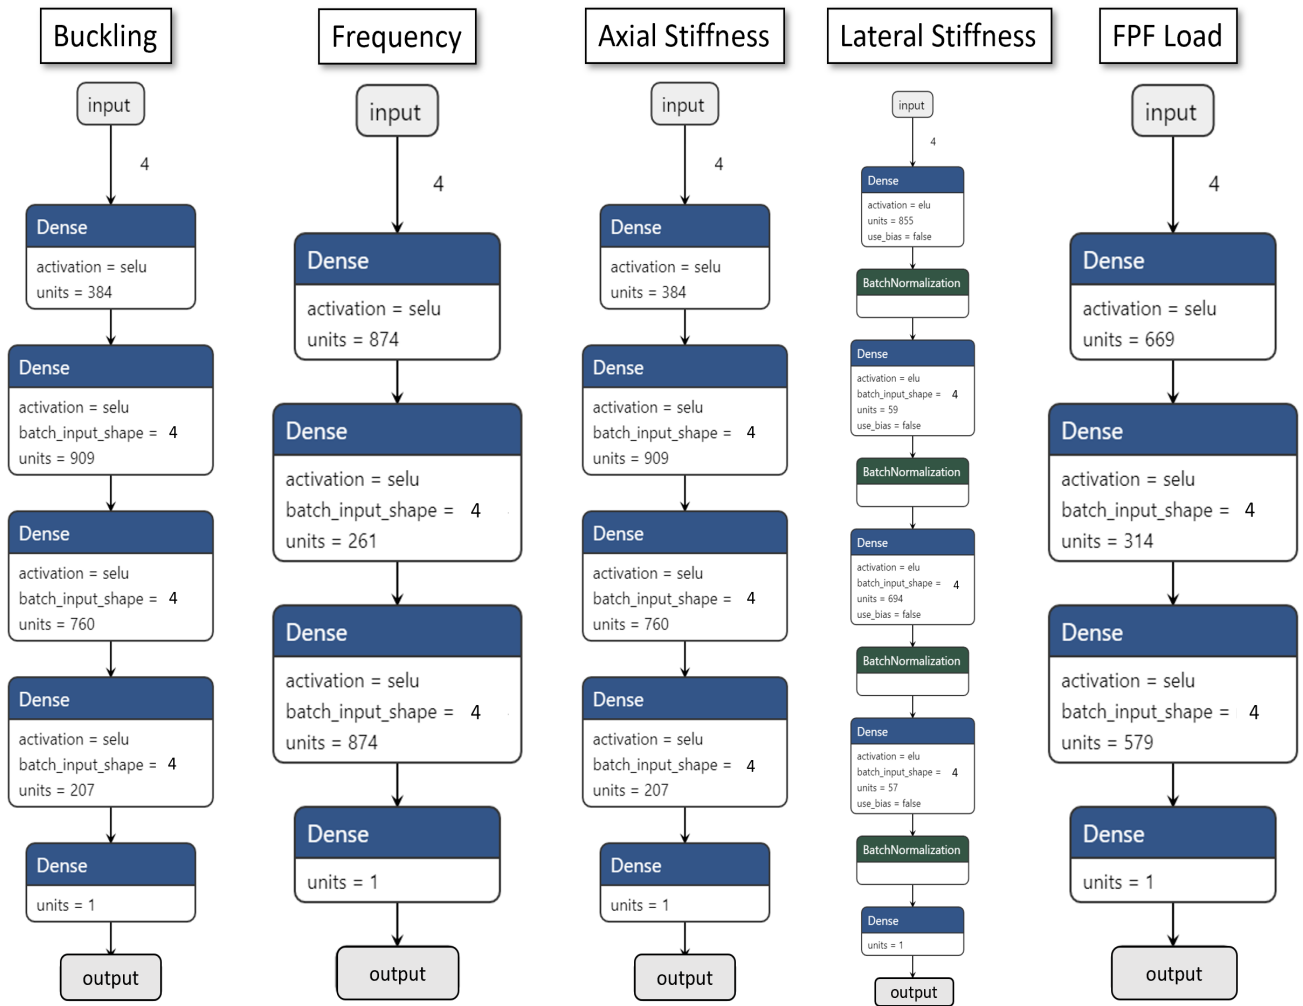 Buckling
input
4
Dense
activation = selu
units = 384
Dense
activation = selu
batch_input_shape = 4
units = 909
Dense
activation = selu
batch_input_shape = 4
units = 760
Dense
activation = selu
batch_input_shape = 4
units = 207
Dense
units = 1
output
Frequency
input
4
Dense
activation = selu
units = 874
Dense
activation = selu
batch_input_shape = 4
units = 261
Dense
activation = selu
batch_input_shape = 4
units = 874
Dense
units = 1
output
Axial Stiffness
input
4
Dense
activation = selu
units = 384
Dense
activation = selu
batch_input_shape = 4
units = 909
Dense
activation = selu
batch_input_shape = 4
units = 760
Dense
activation = selu
batch_input_shape = 4
units = 207
Dense
units = 1
output
Lateral Stiffness
input
4
Dense
activation = elu
units = 855
use_bias = false
BatchNormalization
Dense
activation = elu
batch_input_shape = 4
units = 59
use_bias = false
BatchNormalization
Dense
activation = elu
batch_input_shape = 4
units = 694
use_bias = false
BatchNormalization
Dense
activation = elu
batch_input_shape = 4
units = 57
use_bias = false
BatchNormalization
Dense
units = 1
output
FPF Load
input
4
Dense
activation = selu
units = 669
Dense
activation = selu
batch_input_shape = 4
units = 314
Dense
activation = selu
batch_input_shape = 4
units = 579
Dense
units = 1
output